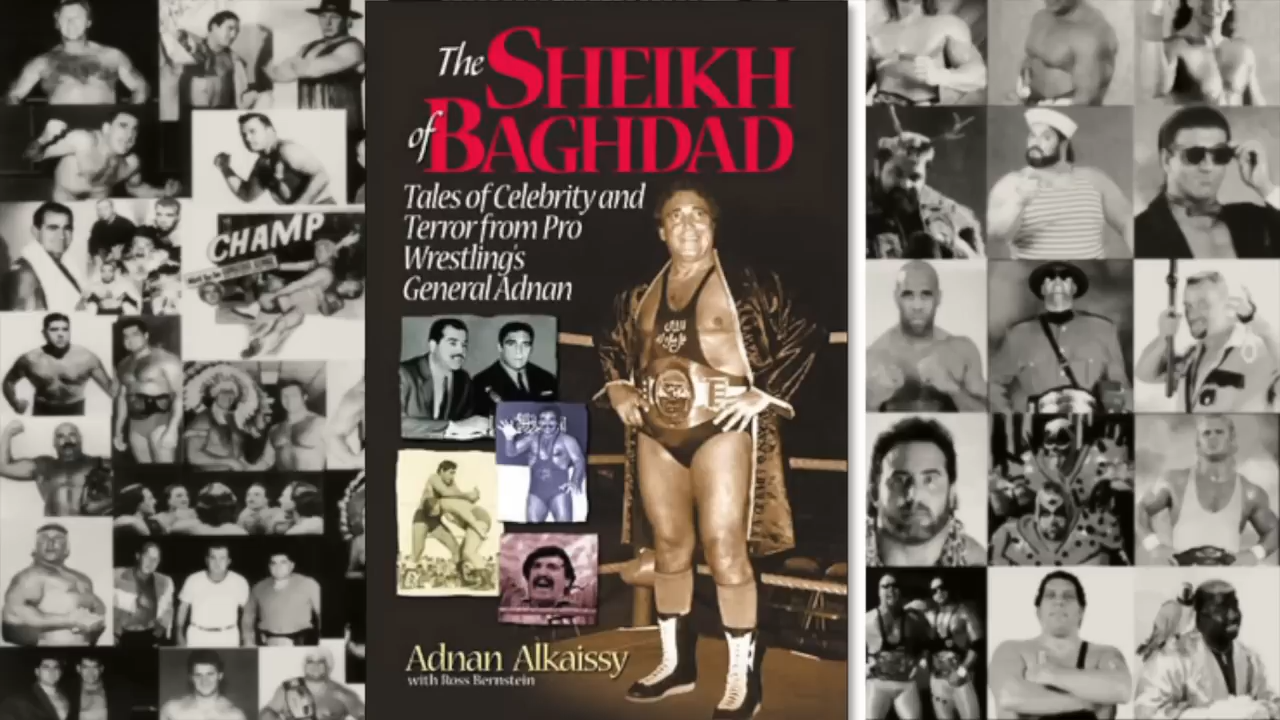 The SHEIKH
of BAGHDAD
Tales of Celebrity and
Terror from Pro
Wrestling's
General Adnan
Adnan Alkaissy
with Ross Bernstein
CHAMP